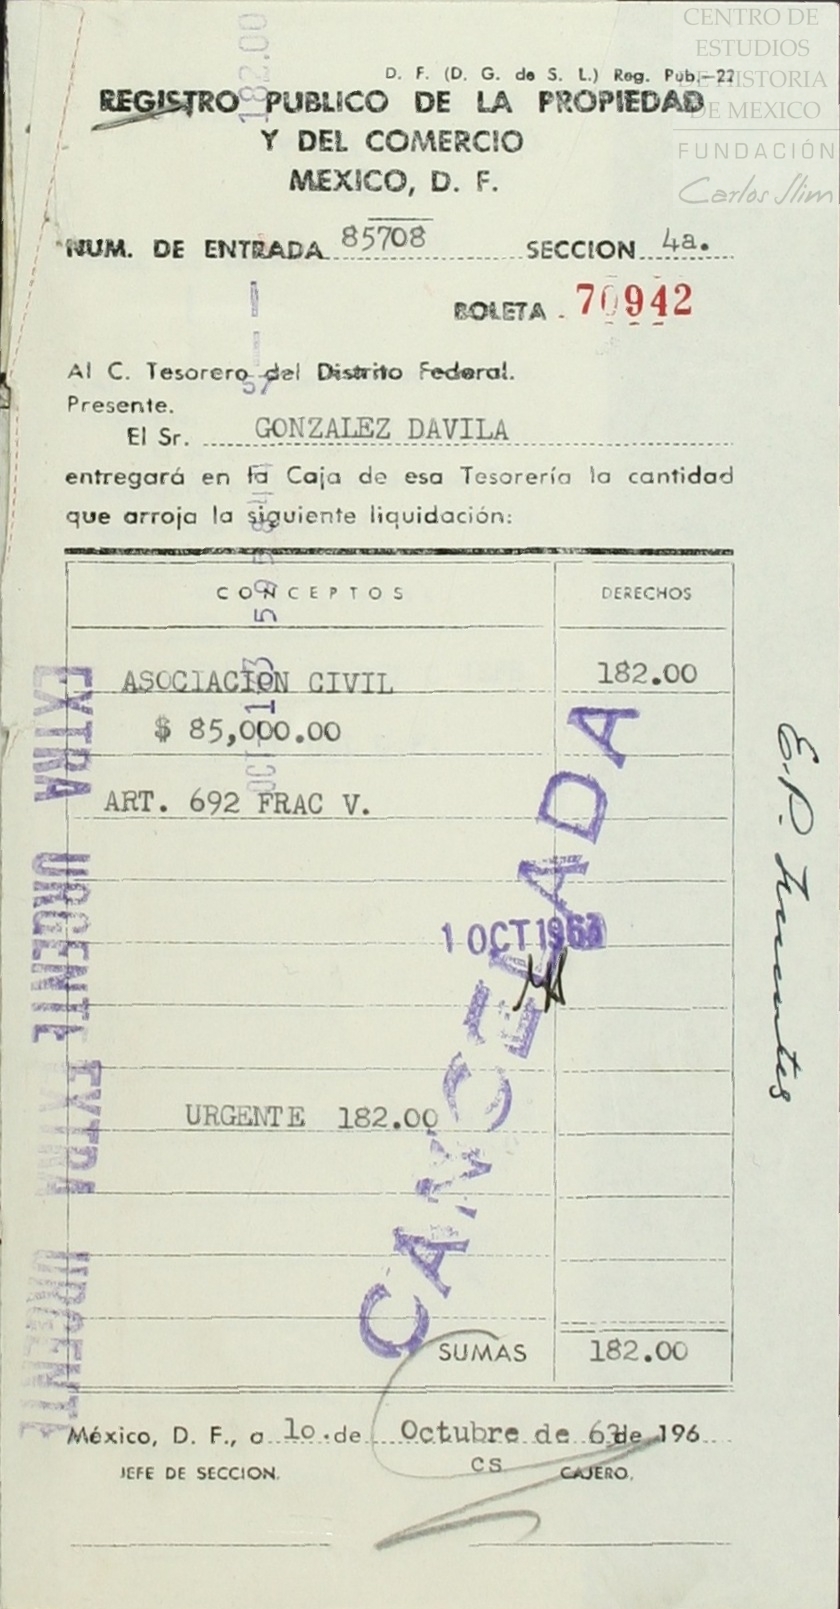 CENTRO DE
ESTUDIOS
DE HISTORIA
DE MEXICO
FUNDACIÓN
Carlos Slim
182.00
D. F. (D. G. de S. L.) Reg. Pub.—22
REGISTRO PUBLICO DE LA PROPIEDAD
Y DEL COMERCIO
MEXICO, D. F.
NUM. DE ENTRADA 85708 SECCION 4a.
BOLETA 70942
Al C. Tesorero del Distrito Federal.
Presente.
El Sr. GONZALEZ DAVILA
entregará en la Caja de esa Tesorería la cantidad
que arroja la siguiente liquidación:
CONCEPTOS DERECHOS
ASOCIACION CIVIL 182.00
$ 85,000.00
ART. 692 FRAC V.
CANCELADA
1 OCT 1963
URGENTE 182.00
SUMAS 182.00
México, D. F., a 1o. de Octubre de 63 de 196
cs
JEFE DE SECCION. CAJERO.
EXTRA URGENTE EXTRA URGENTE
E.P.